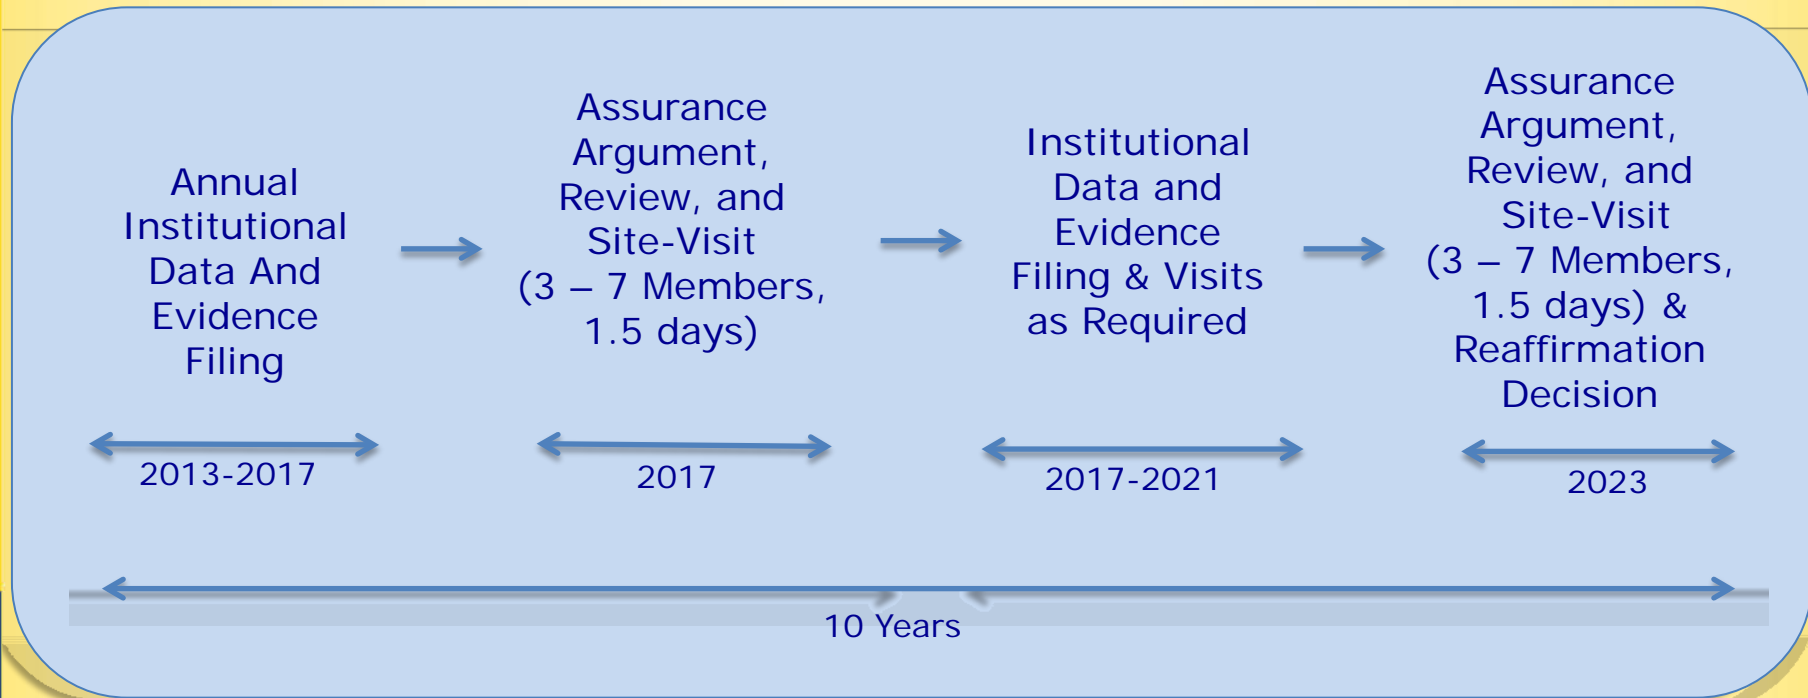 Annual
Institutional
Data And
Evidence
Filing
2013-2017
Assurance
Argument,
Review, and
Site-Visit
(3 – 7 Members,
1.5 days)
2017
Institutional
Data and
Evidence
Filing & Visits
as Required
2017-2021
Assurance
Argument,
Review, and
Site-Visit
(3 – 7 Members,
1.5 days) &
Reaffirmation
Decision
2023
10 Years